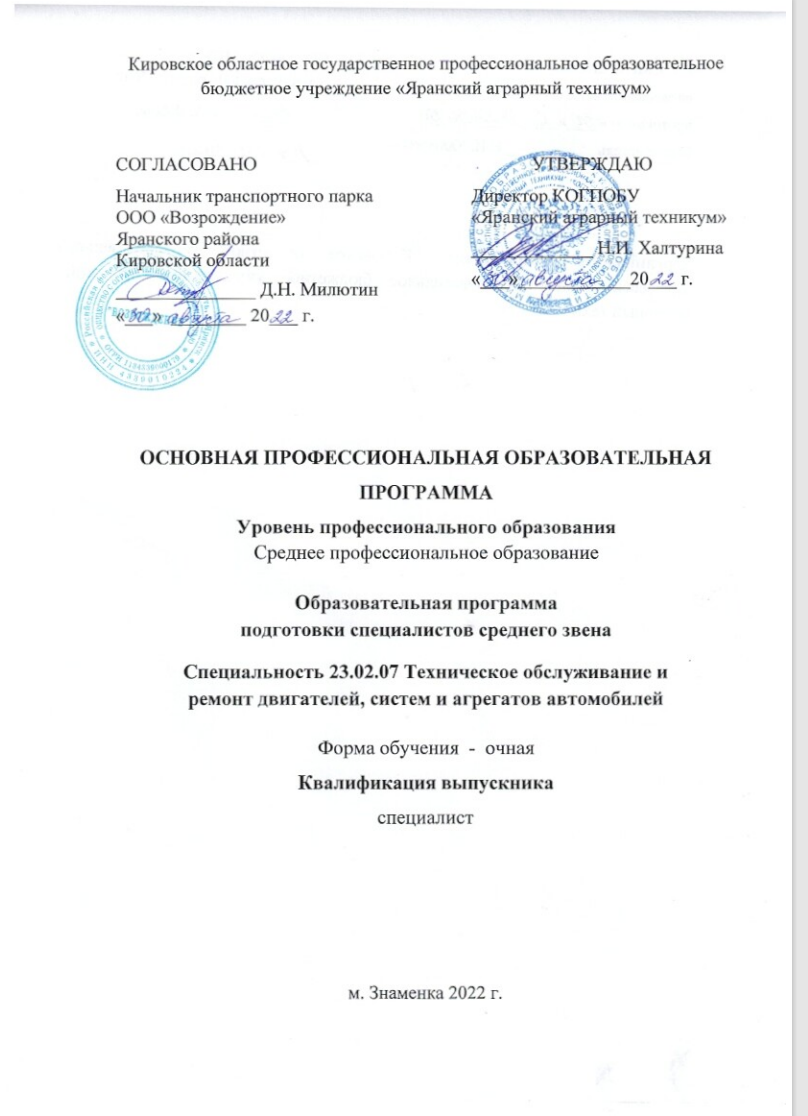 Кировское областное государственное профессиональное образовательное
бюджетное учреждение «Яранский аграрный техникум»
СОГЛАСОВАНО
Начальник транспортного парка
ООО «Возрождение»
Яранского района
Кировской области
_______________ Д.Н. Милютин
«30» августа 2022 г.
УТВЕРЖДАЮ
Директор КОГПОБУ
«Яранский аграрный техникум»
_____________ Н.И. Халтурина
«30» августа 2022 г.
ОСНОВНАЯ ПРОФЕССИОНАЛЬНАЯ ОБРАЗОВАТЕЛЬНАЯ
ПРОГРАММА
Уровень профессионального образования
Среднее профессиональное образование
Образовательная программа
подготовки специалистов среднего звена
Специальность 23.02.07 Техническое обслуживание и
ремонт двигателей, систем и агрегатов автомобилей
Форма обучения - очная
Квалификация выпускника
специалист
м. Знаменка 2022 г.